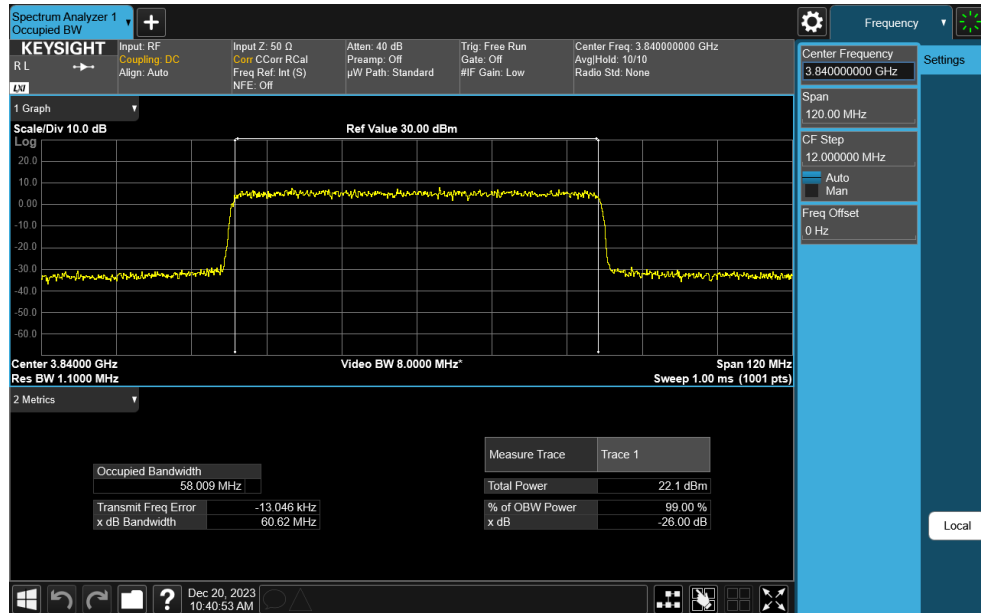 Spectrum Analyzer 1
Occupied BW
Frequency
KEYSIGHT
R L
LXI
Input: RF
Coupling: DC
Align: Auto
Input Z: 50 Ω
Corr CCorr RCal
Freq Ref: Int (S)
NFE: Off
Atten: 40 dB
Preamp: Off
µW Path: Standard
Trig: Free Run
Gate: Off
#IF Gain: Low
Center Freq: 3.840000000 GHz
Avg|Hold: 10/10
Radio Std: None
Center Frequency
3.840000000 GHz
Settings
Span
120.00 MHz
CF Step
12.000000 MHz
Auto
Man
Freq Offset
0 Hz
1 Graph
Scale/Div 10.0 dB
Ref Value 30.00 dBm
Log
20.0
10.0
0.00
-10.0
-20.0
-30.0
-40.0
-50.0
-60.0
Center 3.84000 GHz
Video BW 8.0000 MHz*
Span 120 MHz
Res BW 1.1000 MHz
Sweep 1.00 ms (1001 pts)
2 Metrics
Measure Trace Trace 1
Occupied Bandwidth
58.009 MHz
Total Power 22.1 dBm
Transmit Freq Error -13.046 kHz
% of OBW Power 99.00 %
x dB Bandwidth 60.62 MHz
x dB -26.00 dB
Local
?
Dec 20, 2023
10:40:53 AM